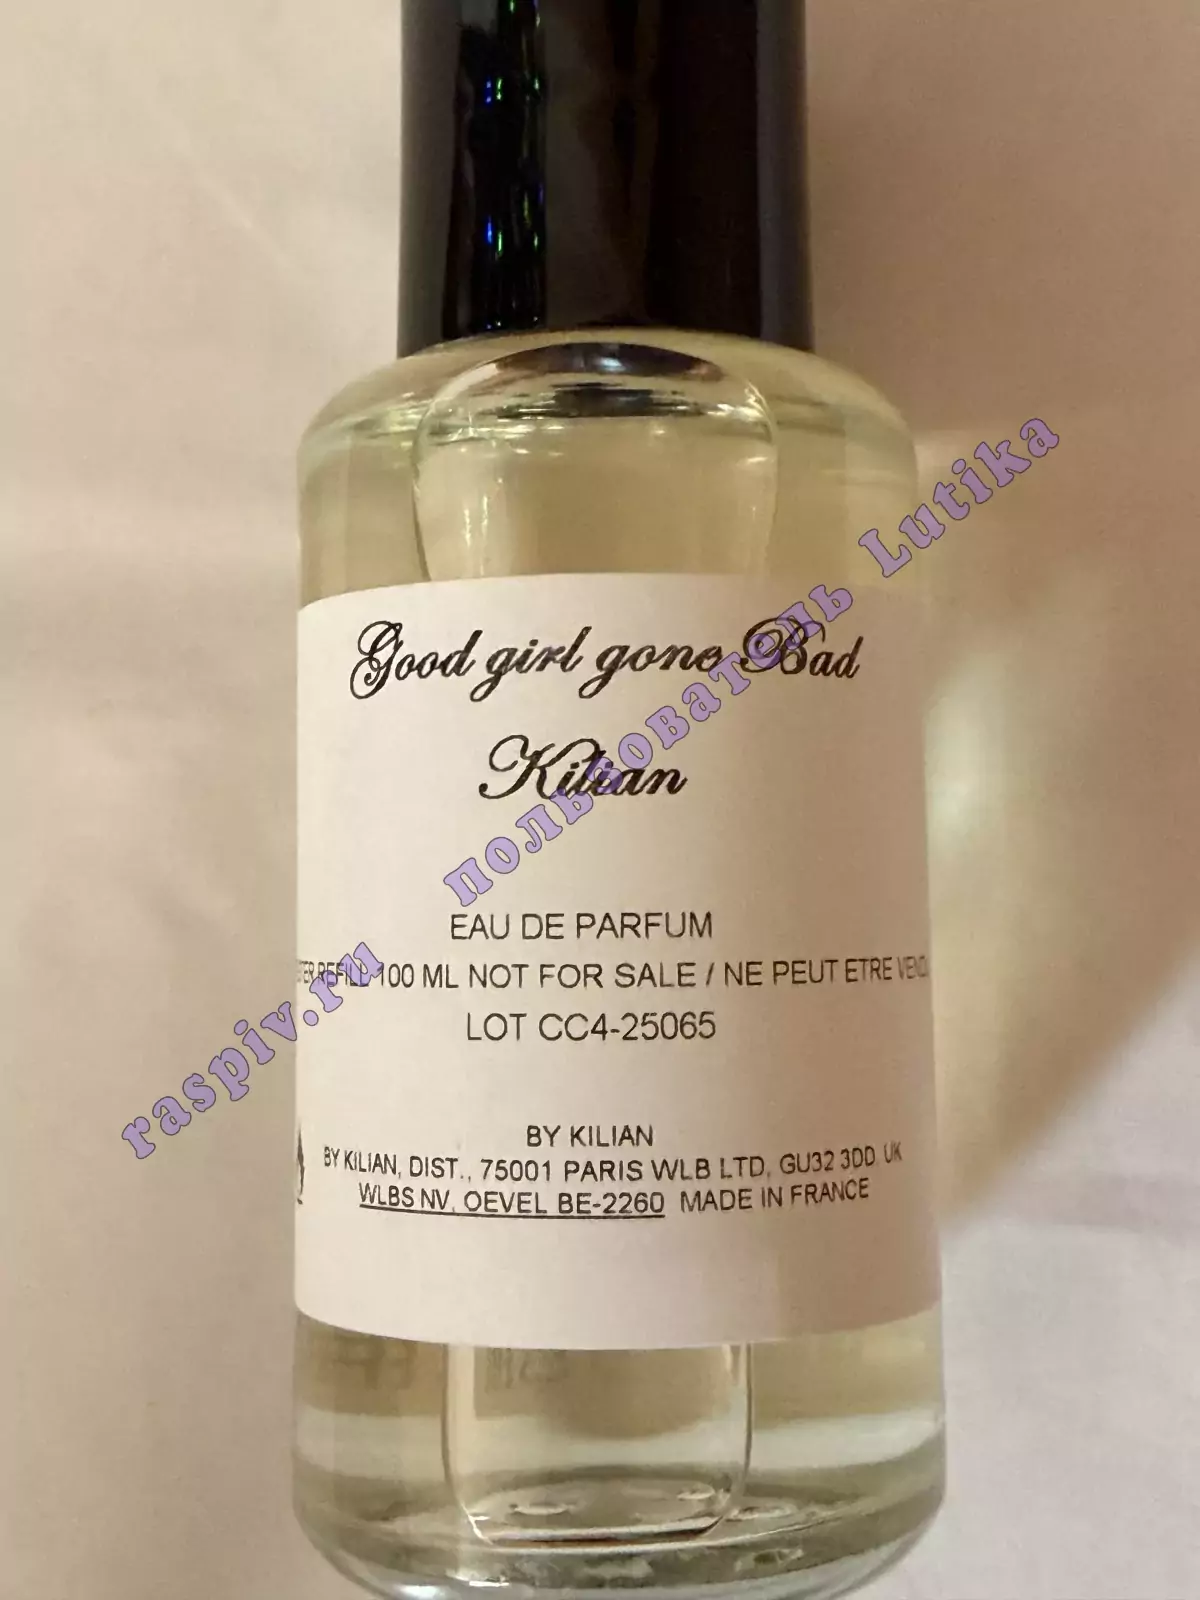 Good girl gone Bad
Kilian
EAU DE PARFUM
REFILL 100 ML NOT FOR SALE / NE PEUT ETRE
LOT CC4-25065
BY KILIAN
BY KILIAN, DIST., 75001 PARIS WLB LTD, GU32 3DD UK
WLBS NV, OEVEL BE-2260 MADE IN FRANCE
raspiv.ru пользователь Lutika